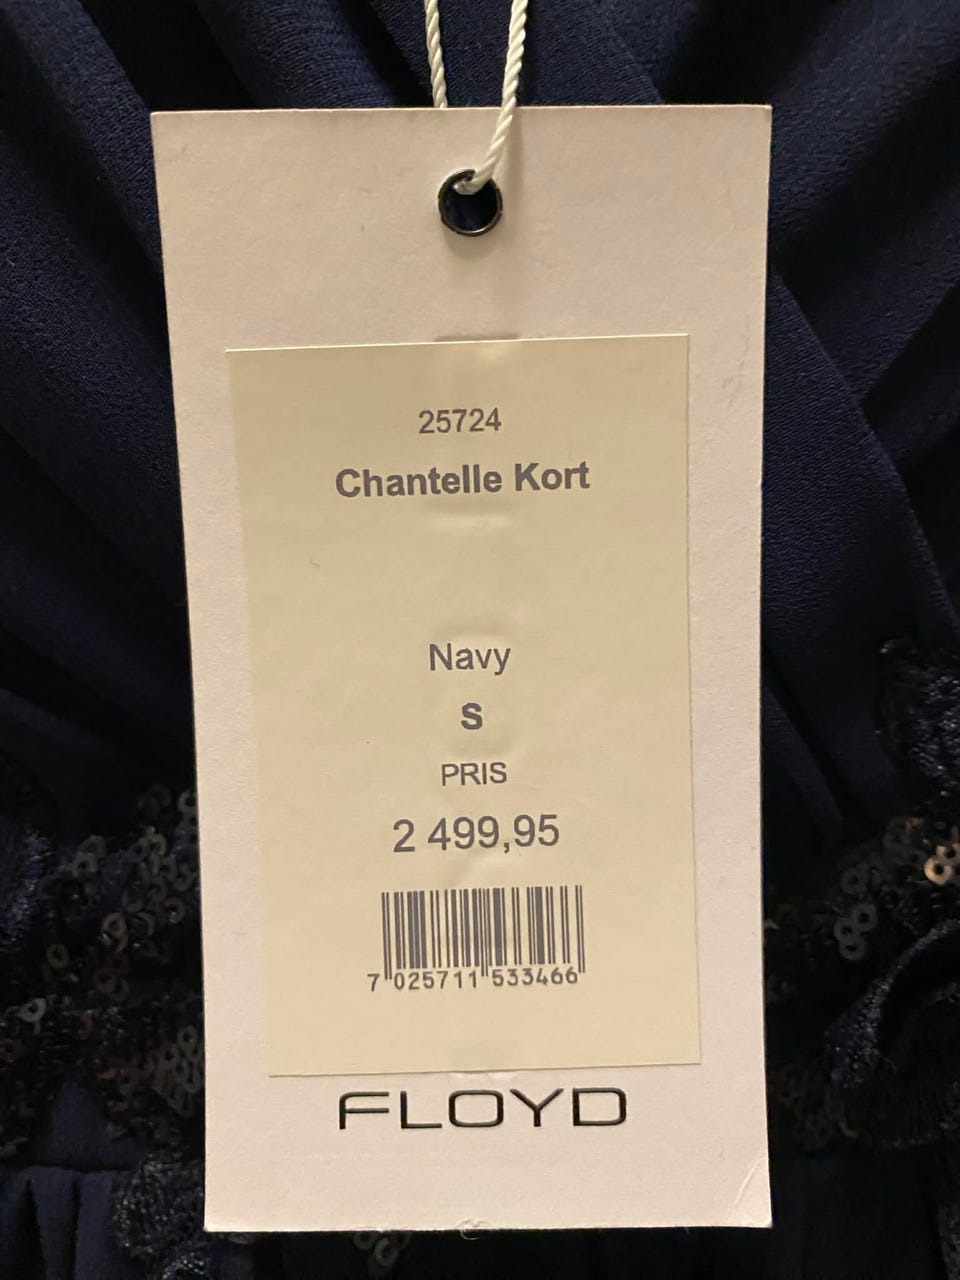 25724
Chantelle Kort
Navy
S
PRIS
2 499,95
7 025711 533466
FLOYD